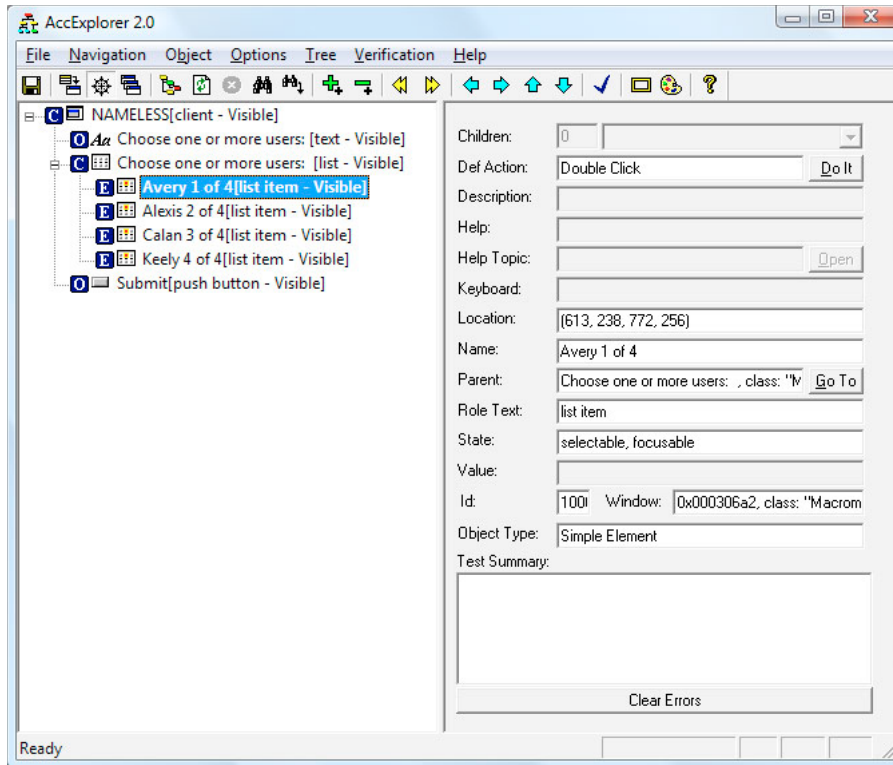 AccExplorer 2.0
File Navigation Object Options Tree Verification Help
NAMELESS[client - Visible]
Aa Choose one or more users: [text - Visible]
Choose one or more users:  [list - Visible]
Avery 1 of 4[list item - Visible]
Alexis 2 of 4[list item - Visible]
Calan 3 of 4[list item - Visible]
Keely 4 of 4[list item - Visible]
Submit[push button - Visible]
Children: 0
Def Action: Double Click Do It
Description:
Help:
Help Topic: Open
Keyboard:
Location: (613, 238, 772, 256)
Name: Avery 1 of 4
Parent: Choose one or more users:  , class: "M Go To
Role Text: list item
State: selectable, focusable
Value:
Id: 100 Window: 0x000306a2, class: "Macrom
Object Type: Simple Element
Test Summary:
Clear Errors
Ready